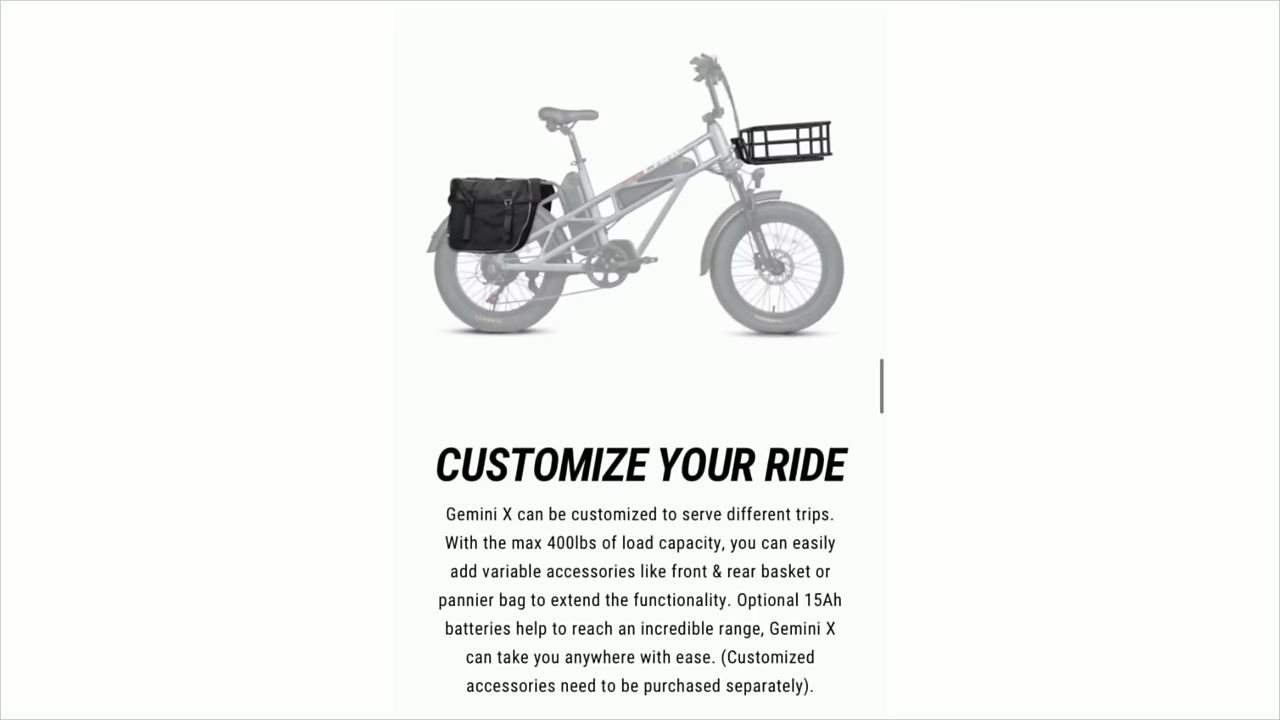 CUSTOMIZE YOUR RIDE
Gemini X can be customized to serve different trips.
With the max 400lbs of load capacity, you can easily
add variable accessories like front & rear basket or
pannier bag to extend the functionality. Optional 15Ah
batteries help to reach an incredible range, Gemini X
can take you anywhere with ease. (Customized
accessories need to be purchased separately).